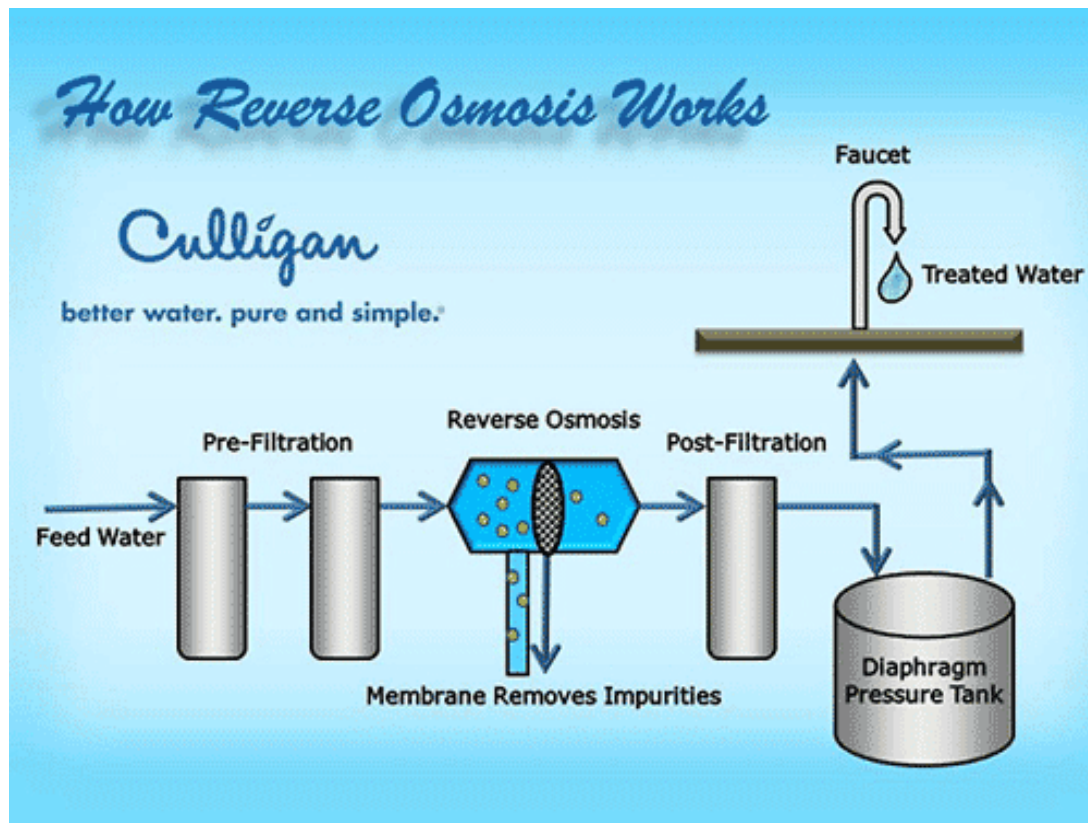 How Reverse Osmosis Works
Culligan
better water. pure and simple.®
Faucet
Treated Water
Reverse Osmosis
Pre-Filtration
Post-Filtration
Feed Water
Membrane Removes Impurities
Diaphragm
Pressure Tank